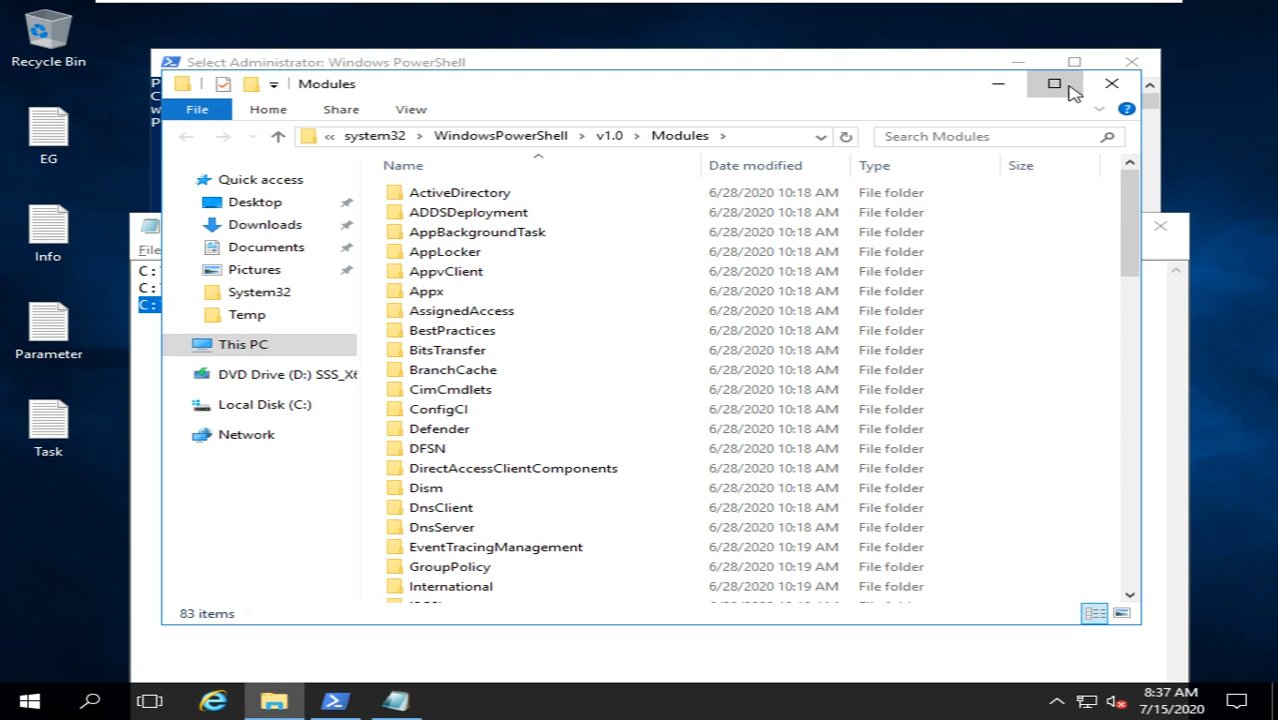 Recycle Bin
EG
Info
Parameter
Task
Select Administrator: Windows PowerShell
P
C
w
P
Modules
File
Home
Share
View
« system32 > WindowsPowerShell > v1.0 > Modules >
Search Modules
Quick access
Desktop
Downloads
Documents
Pictures
System32
Temp
This PC
DVD Drive (D:) SSS_X6
Local Disk (C:)
Network
Name Date modified Type Size
ActiveDirectory 6/28/2020 10:18 AM File folder
ADDSDeployment 6/28/2020 10:18 AM File folder
AppBackgroundTask 6/28/2020 10:18 AM File folder
AppLocker 6/28/2020 10:18 AM File folder
AppvClient 6/28/2020 10:18 AM File folder
Appx 6/28/2020 10:18 AM File folder
AssignedAccess 6/28/2020 10:18 AM File folder
BestPractices 6/28/2020 10:18 AM File folder
BitsTransfer 6/28/2020 10:18 AM File folder
BranchCache 6/28/2020 10:18 AM File folder
CimCmdlets 6/28/2020 10:18 AM File folder
ConfigCI 6/28/2020 10:18 AM File folder
Defender 6/28/2020 10:18 AM File folder
DFSN 6/28/2020 10:18 AM File folder
DirectAccessClientComponents 6/28/2020 10:18 AM File folder
Dism 6/28/2020 10:18 AM File folder
DnsClient 6/28/2020 10:18 AM File folder
DnsServer 6/28/2020 10:18 AM File folder
EventTracingManagement 6/28/2020 10:19 AM File folder
GroupPolicy 6/28/2020 10:19 AM File folder
International 6/28/2020 10:19 AM File folder
83 items
File
C:
C:
C:
8:37 AM
7/15/2020